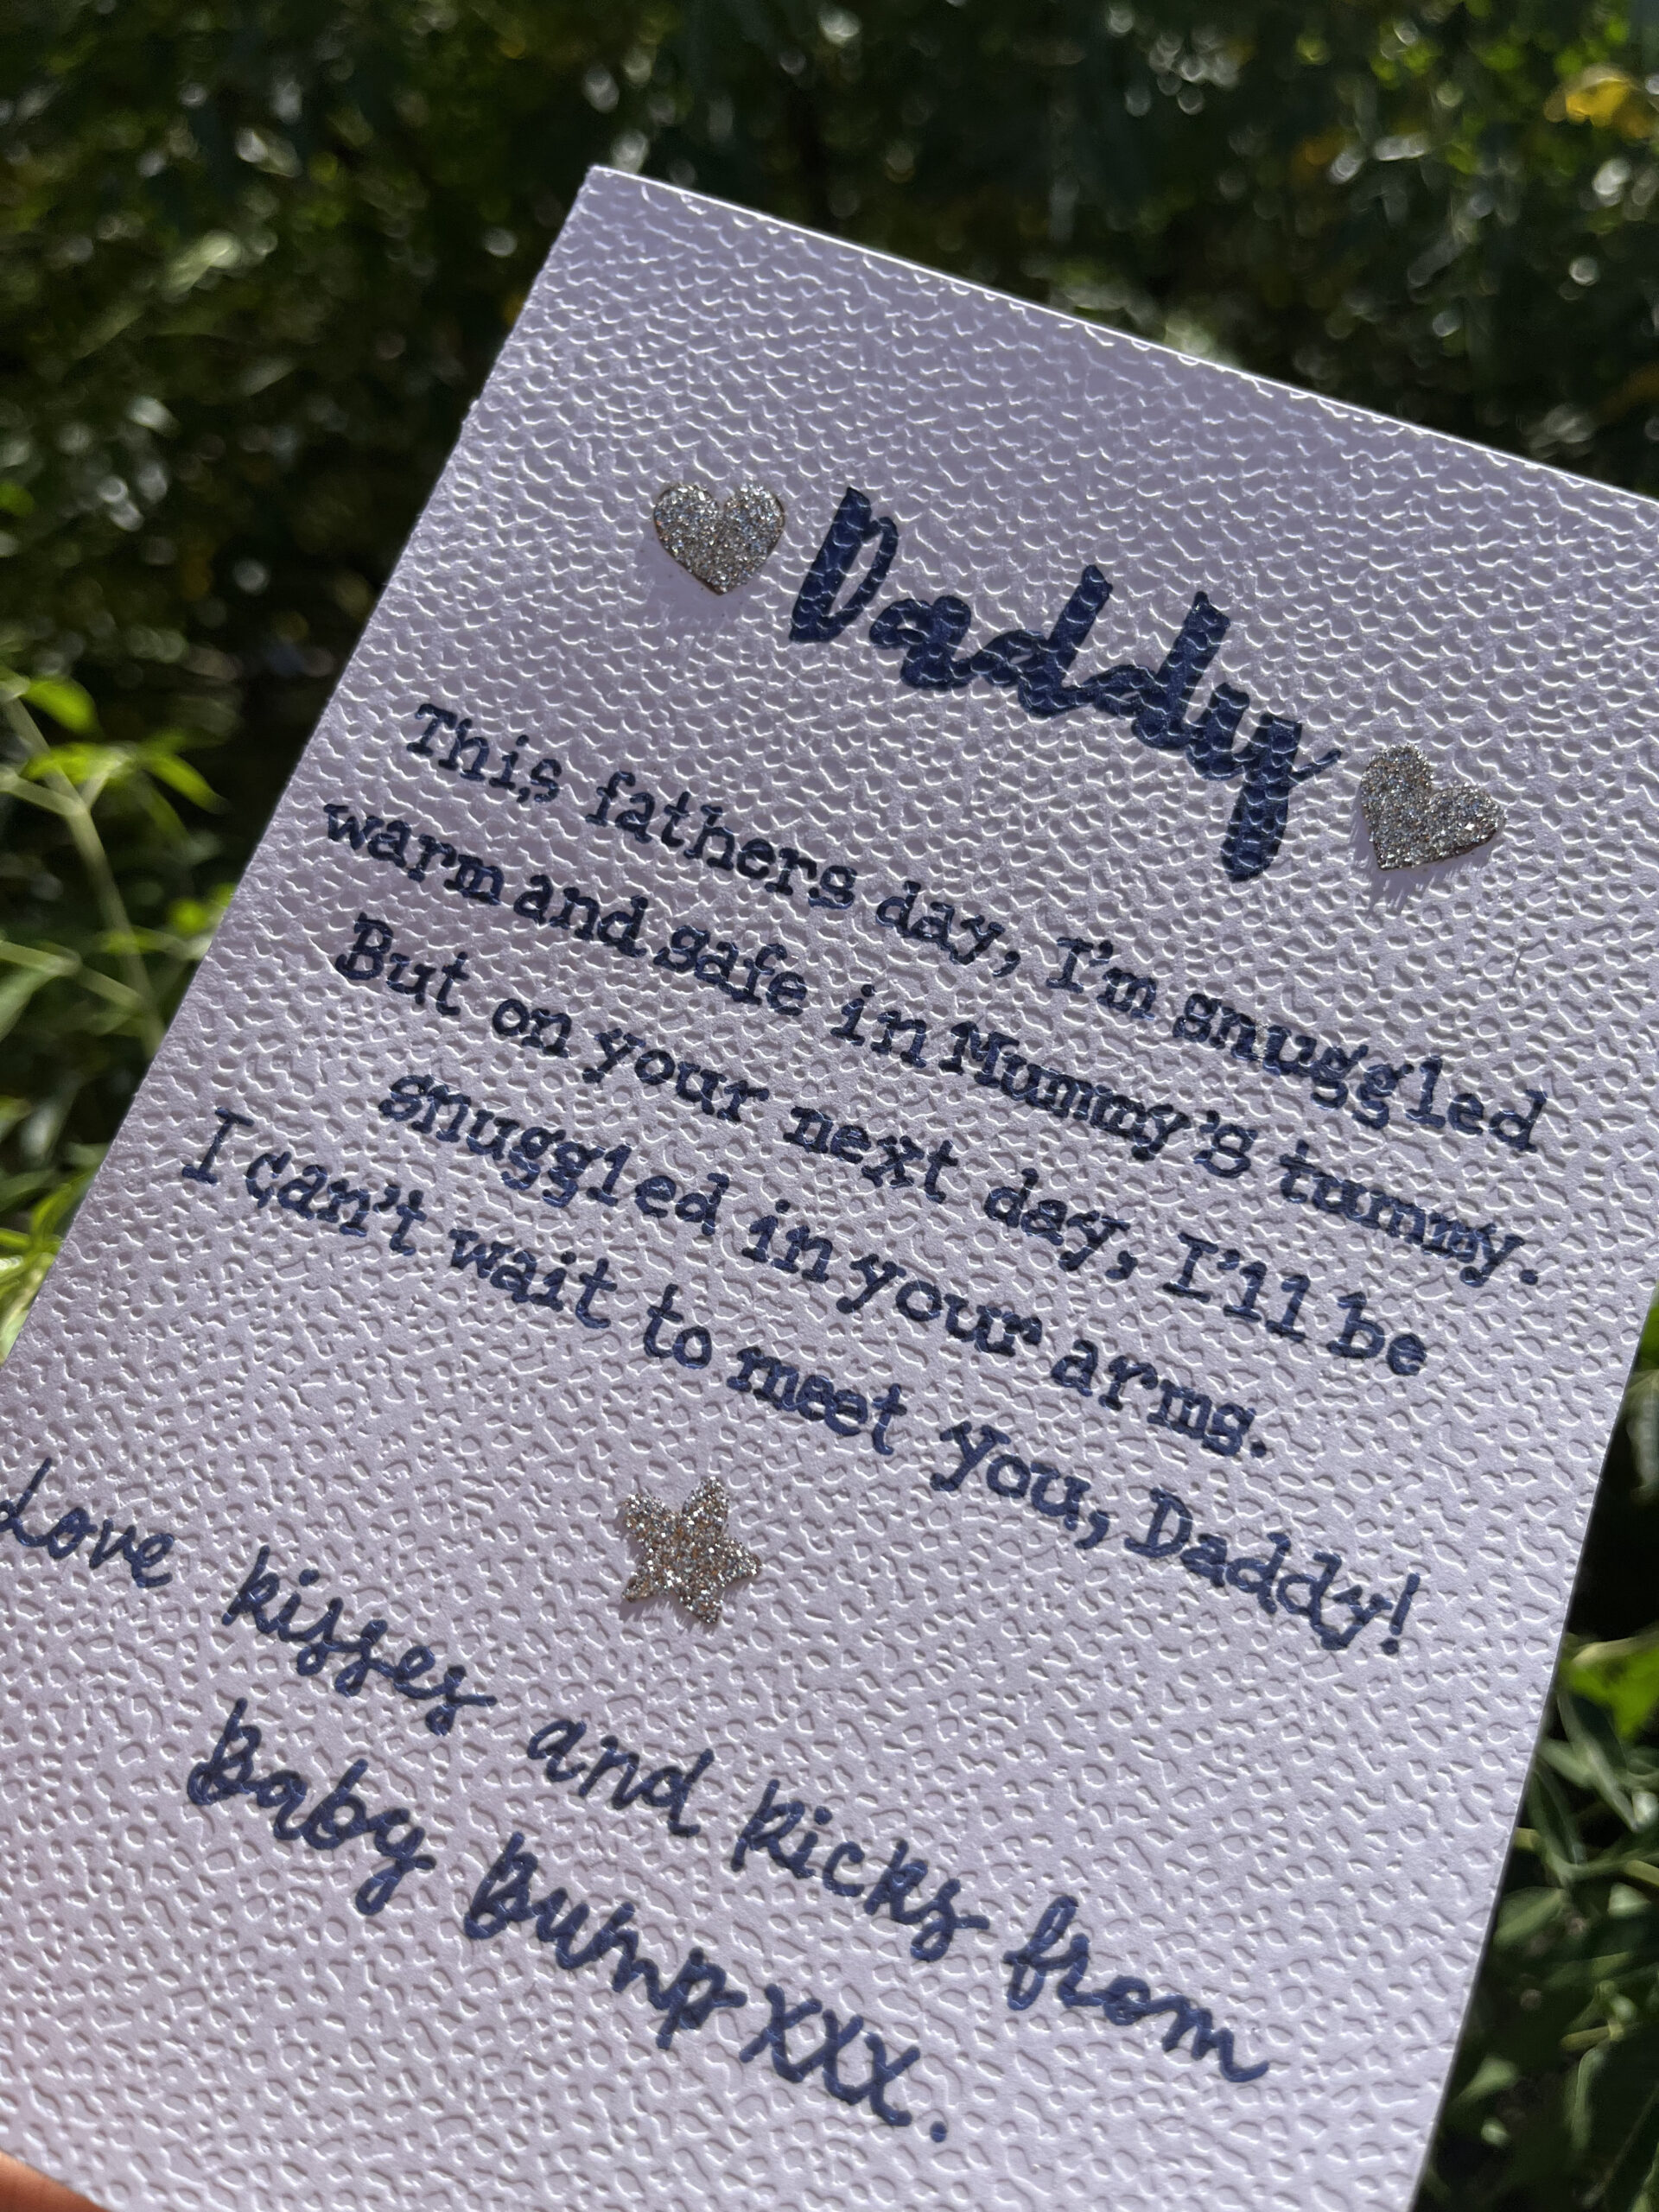 Daddy
This fathers day, I'm snuggled
warm and safe in Mummy's tummy.
But on your next day, I'll be
snuggled in your arms.
I can't wait to meet you, Daddy!
Love kisses and kicks from
Baby Bump xxx.